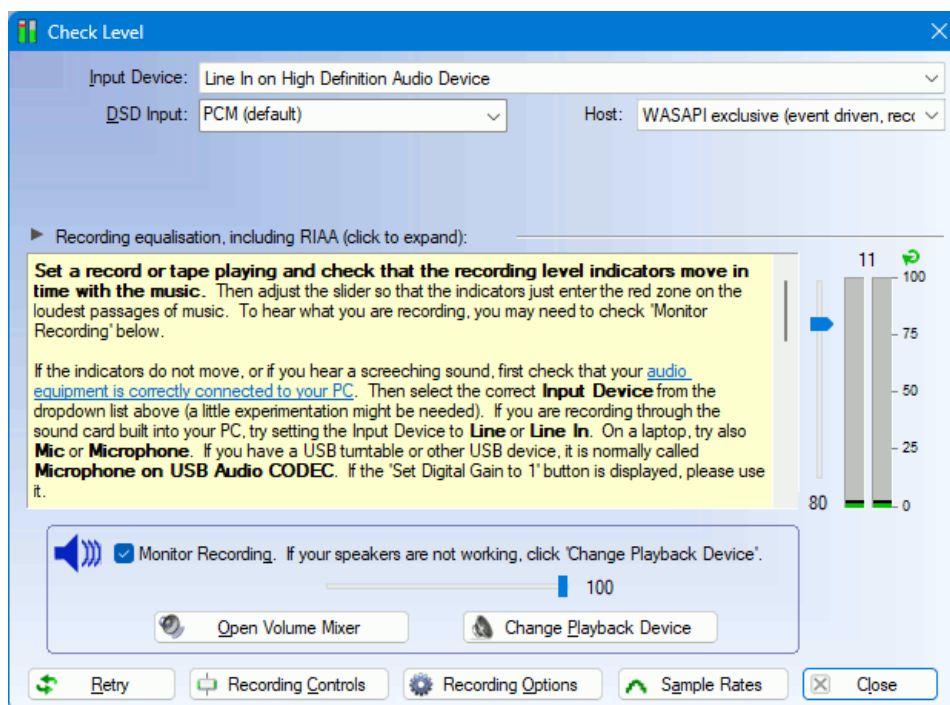 Check Level
Input Device: Line In on High Definition Audio Device
DSD Input: PCM (default) Host: WASAPI exclusive (event driven, rec
Recording equalisation, including RIAA (click to expand):
11
100
Set a record or tape playing and check that the recording level indicators move in
time with the music. Then adjust the slider so that the indicators just enter the red zone on the
loudest passages of music. To hear what you are recording, you may need to check 'Monitor
Recording' below.
75
If the indicators do not move, or if you hear a screeching sound, first check that your audio
equipment is correctly connected to your PC. Then select the correct Input Device from the
dropdown list above (a little experimentation might be needed). If you are recording through the
sound card built into your PC, try setting the Input Device to Line or Line In. On a laptop, try also
Mic or Microphone. If you have a USB turntable or other USB device, it is normally called
Microphone on USB Audio CODEC. If the 'Set Digital Gain to 1' button is displayed, please use
it.
50
25
80
0
Monitor Recording. If your speakers are not working, click 'Change Playback Device'.
100
Open Volume Mixer Change Playback Device
Retry Recording Controls Recording Options Sample Rates Close